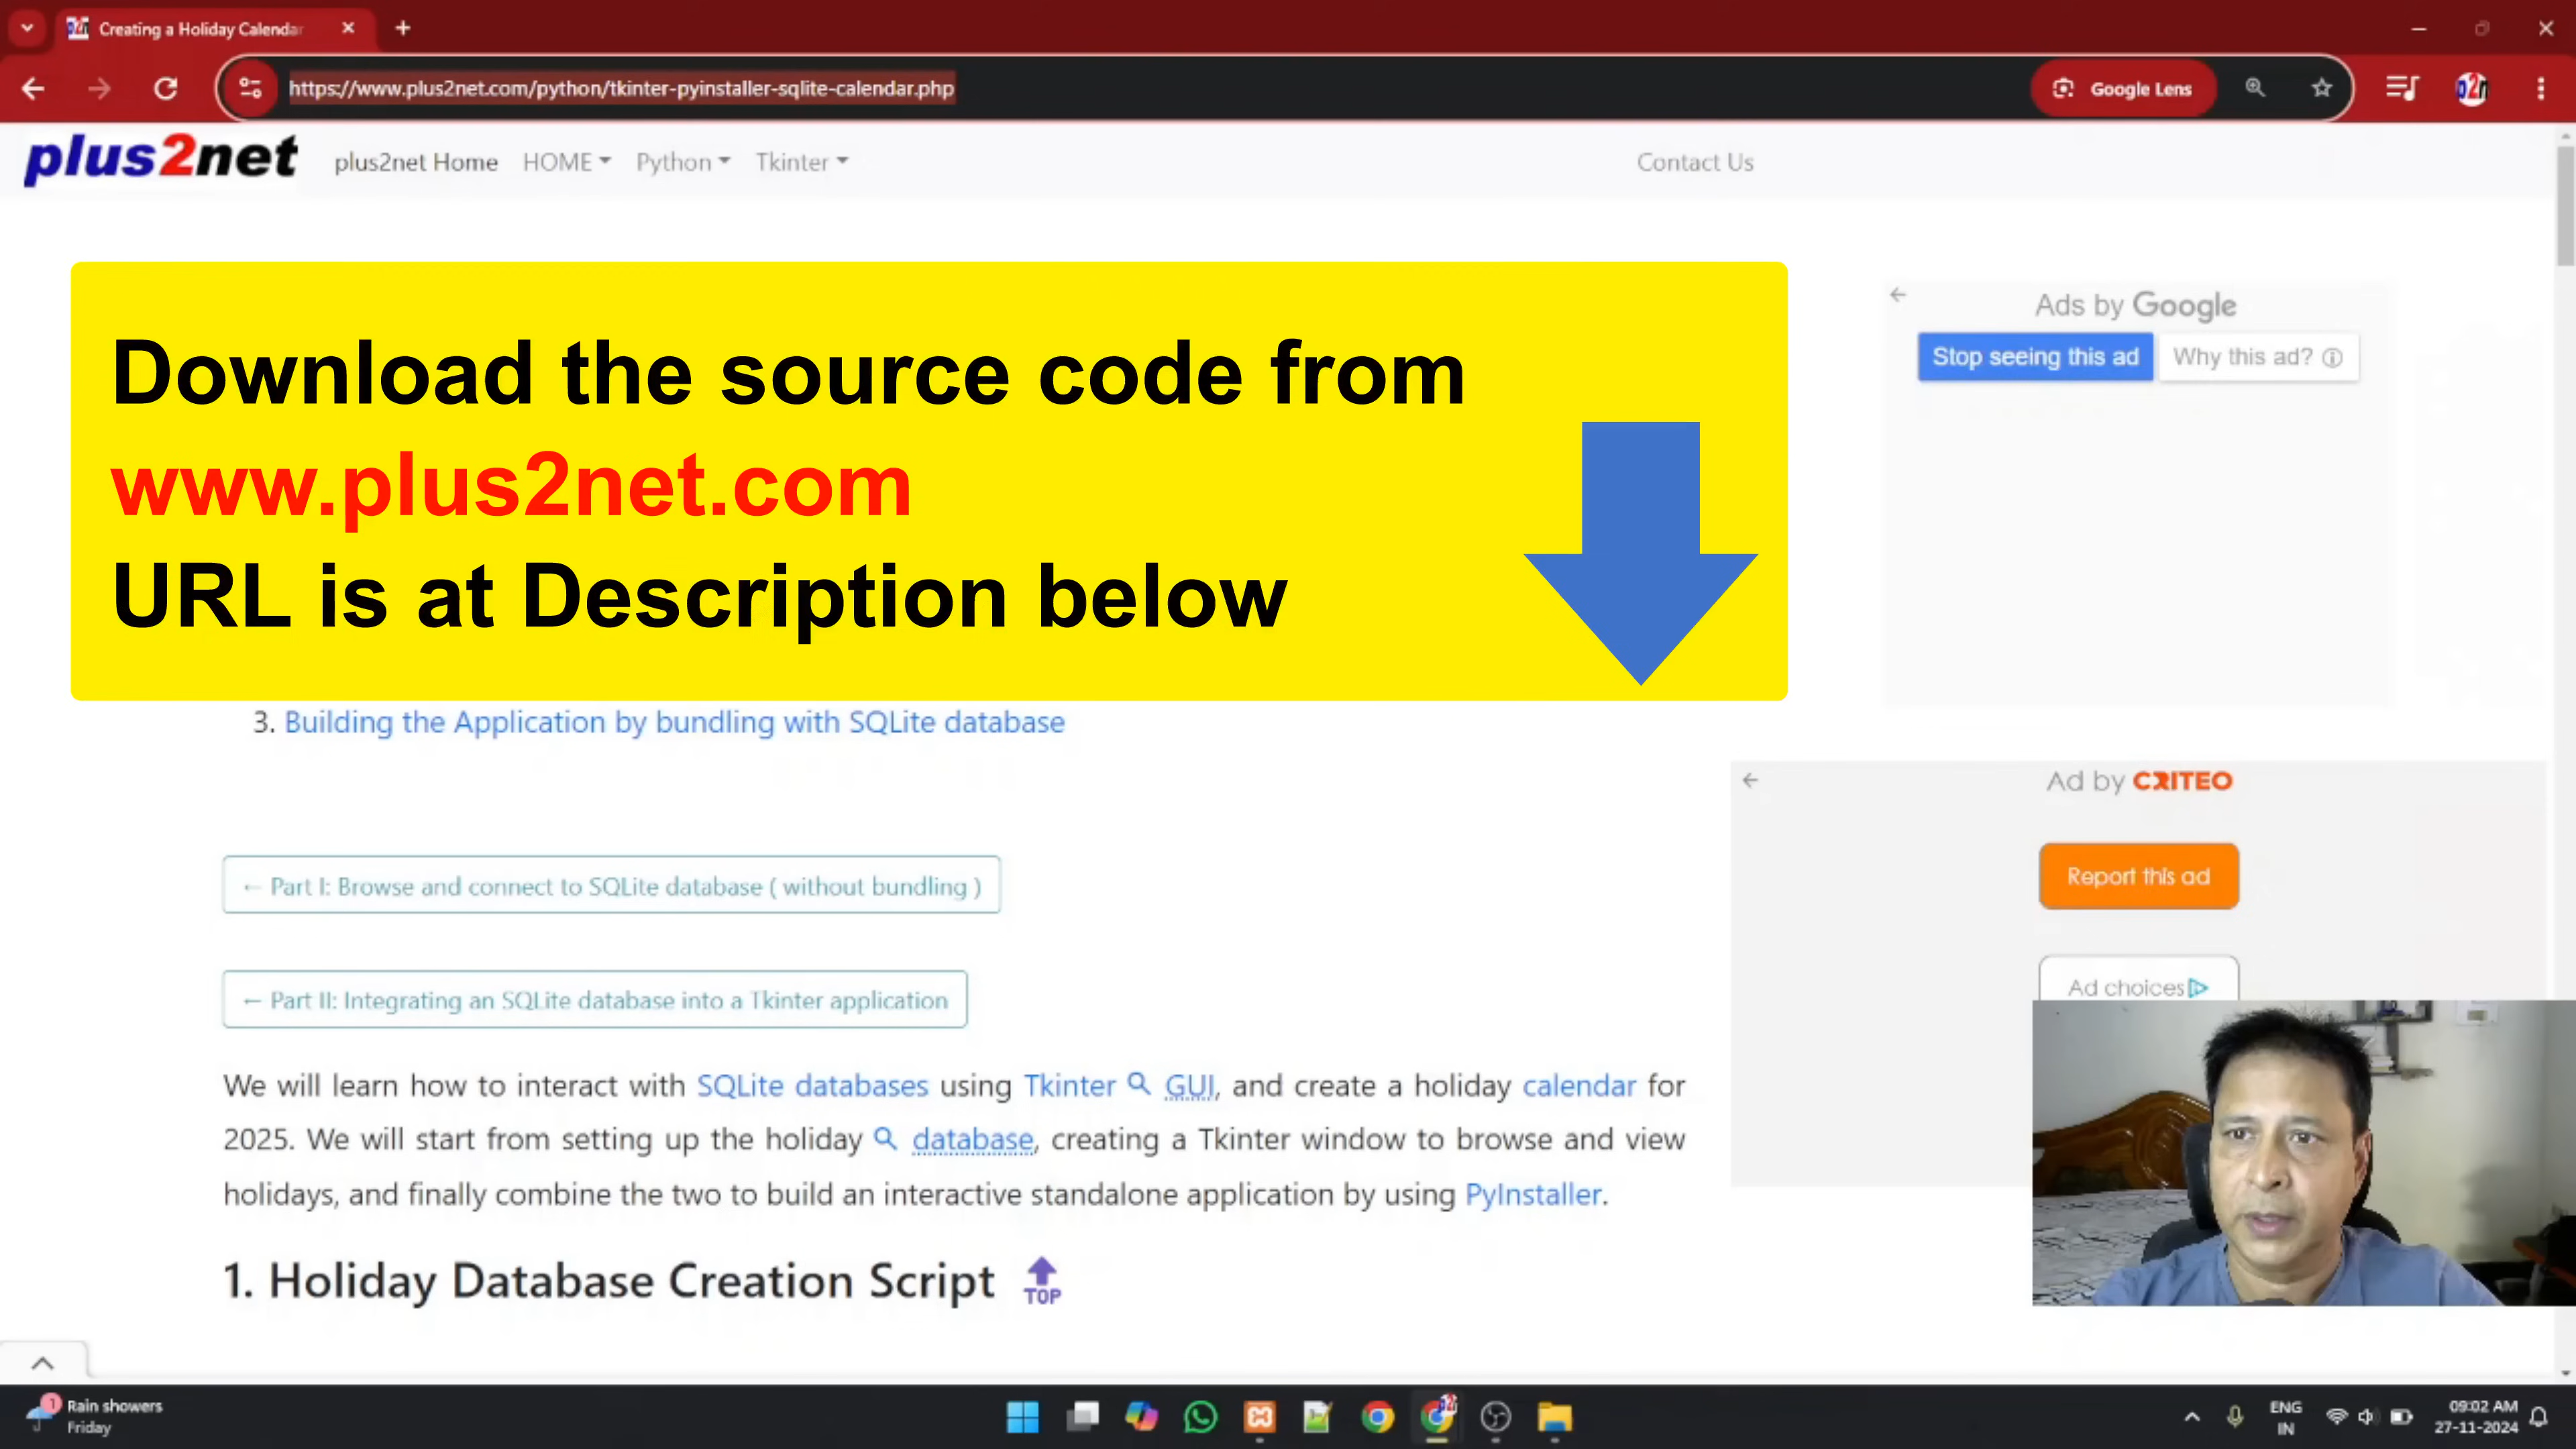 Creating a Holiday Calendar
https://www.plus2net.com/python/tkinter-pyinstaller-sqlite-calendar.php
Google Lens
plus2net
plus2net Home HOME Python Tkinter Contact Us
Download the source code from
www.plus2net.com
URL is at Description below
Ads by Google
Stop seeing this ad Why this ad?
3. Building the Application by bundling with SQLite database
Ad by CRITEO
Report this ad
Ad choices
← Part I: Browse and connect to SQLite database ( without bundling )
← Part II: Integrating an SQLite database into a Tkinter application
We will learn how to interact with SQLite databases using Tkinter GUI, and create a holiday calendar for
2025. We will start from setting up the holiday database, creating a Tkinter window to browse and view
holidays, and finally combine the two to build an interactive standalone application by using PyInstaller.
1. Holiday Database Creation Script TOP
1
Rain showers
Friday
ENG
IN
09:02 AM
27-11-2024